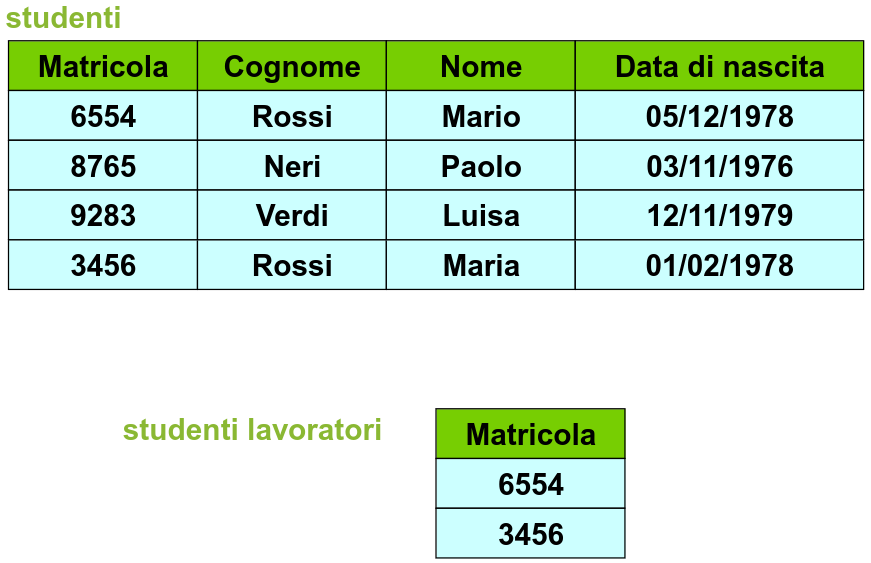 studenti
Matricola Cognome Nome Data di nascita
6554 Rossi Mario 05/12/1978
8765 Neri Paolo 03/11/1976
9283 Verdi Luisa 12/11/1979
3456 Rossi Maria 01/02/1978
studenti lavoratori
Matricola
6554
3456